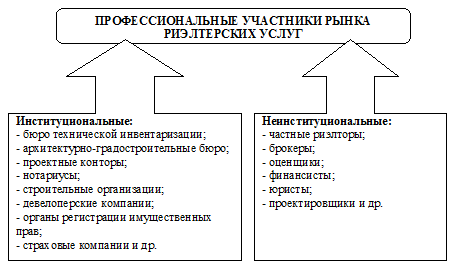 ПРОФЕССИОНАЛЬНЫЕ УЧАСТНИКИ РЫНКА
РИЭЛТЕРСКИХ УСЛУГ
Институциональные:
- бюро технической инвентаризации;
- архитектурно-градостроительные бюро;
- проектные конторы;
- нотариусы;
- строительные организации;
- девелоперские компании;
- органы регистрации имущественных
прав;
- страховые компании и др.
Неинституциональные:
- частные риэлторы;
- брокеры;
- оценщики;
- финансисты;
- юристы;
- проектировщики и др.